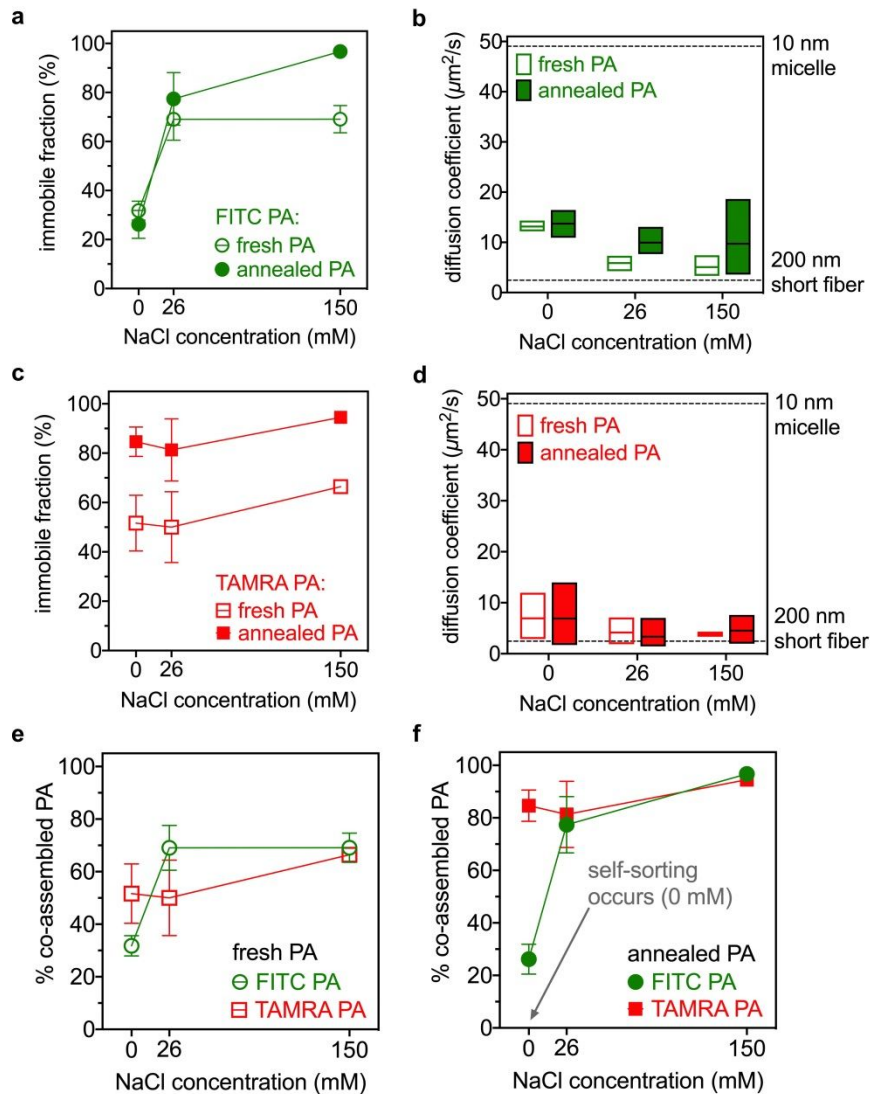 a
immobile fraction (%)
100
80
60
40
20
0
FITC PA:
fresh PA
annealed PA
0
26
150
NaCl concentration (mM)
b
diffusion coefficient (µm²/s)
50
40
30
20
10
0
fresh PA
annealed PA
10 nm
micelle
200 nm
short fiber
0
26
150
NaCl concentration (mM)
c
immobile fraction (%)
100
80
60
40
20
0
TAMRA PA:
fresh PA
annealed PA
0
26
150
NaCl concentration (mM)
d
diffusion coefficient (µm²/s)
50
40
30
20
10
0
fresh PA
annealed PA
10 nm
micelle
200 nm
short fiber
0
26
150
NaCl concentration (mM)
e
% co-assembled PA
100
80
60
40
20
0
fresh PA
FITC PA
TAMRA PA
0
26
150
NaCl concentration (mM)
f
% co-assembled PA
100
80
60
40
20
0
self-sorting
occurs (0 mM)
annealed PA
FITC PA
TAMRA PA
0
26
150
NaCl concentration (mM)